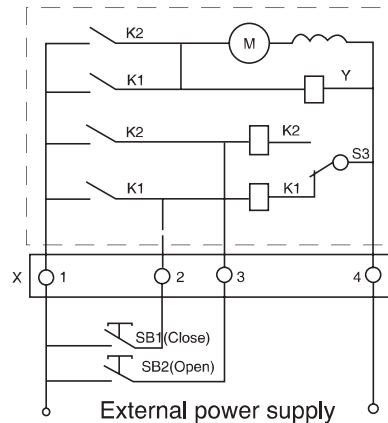 K2
M
K1
Y
K2
K2
S3
K1
K1
X 1 2 3 4
SB1(Close)
SB2(Open)
External power supply